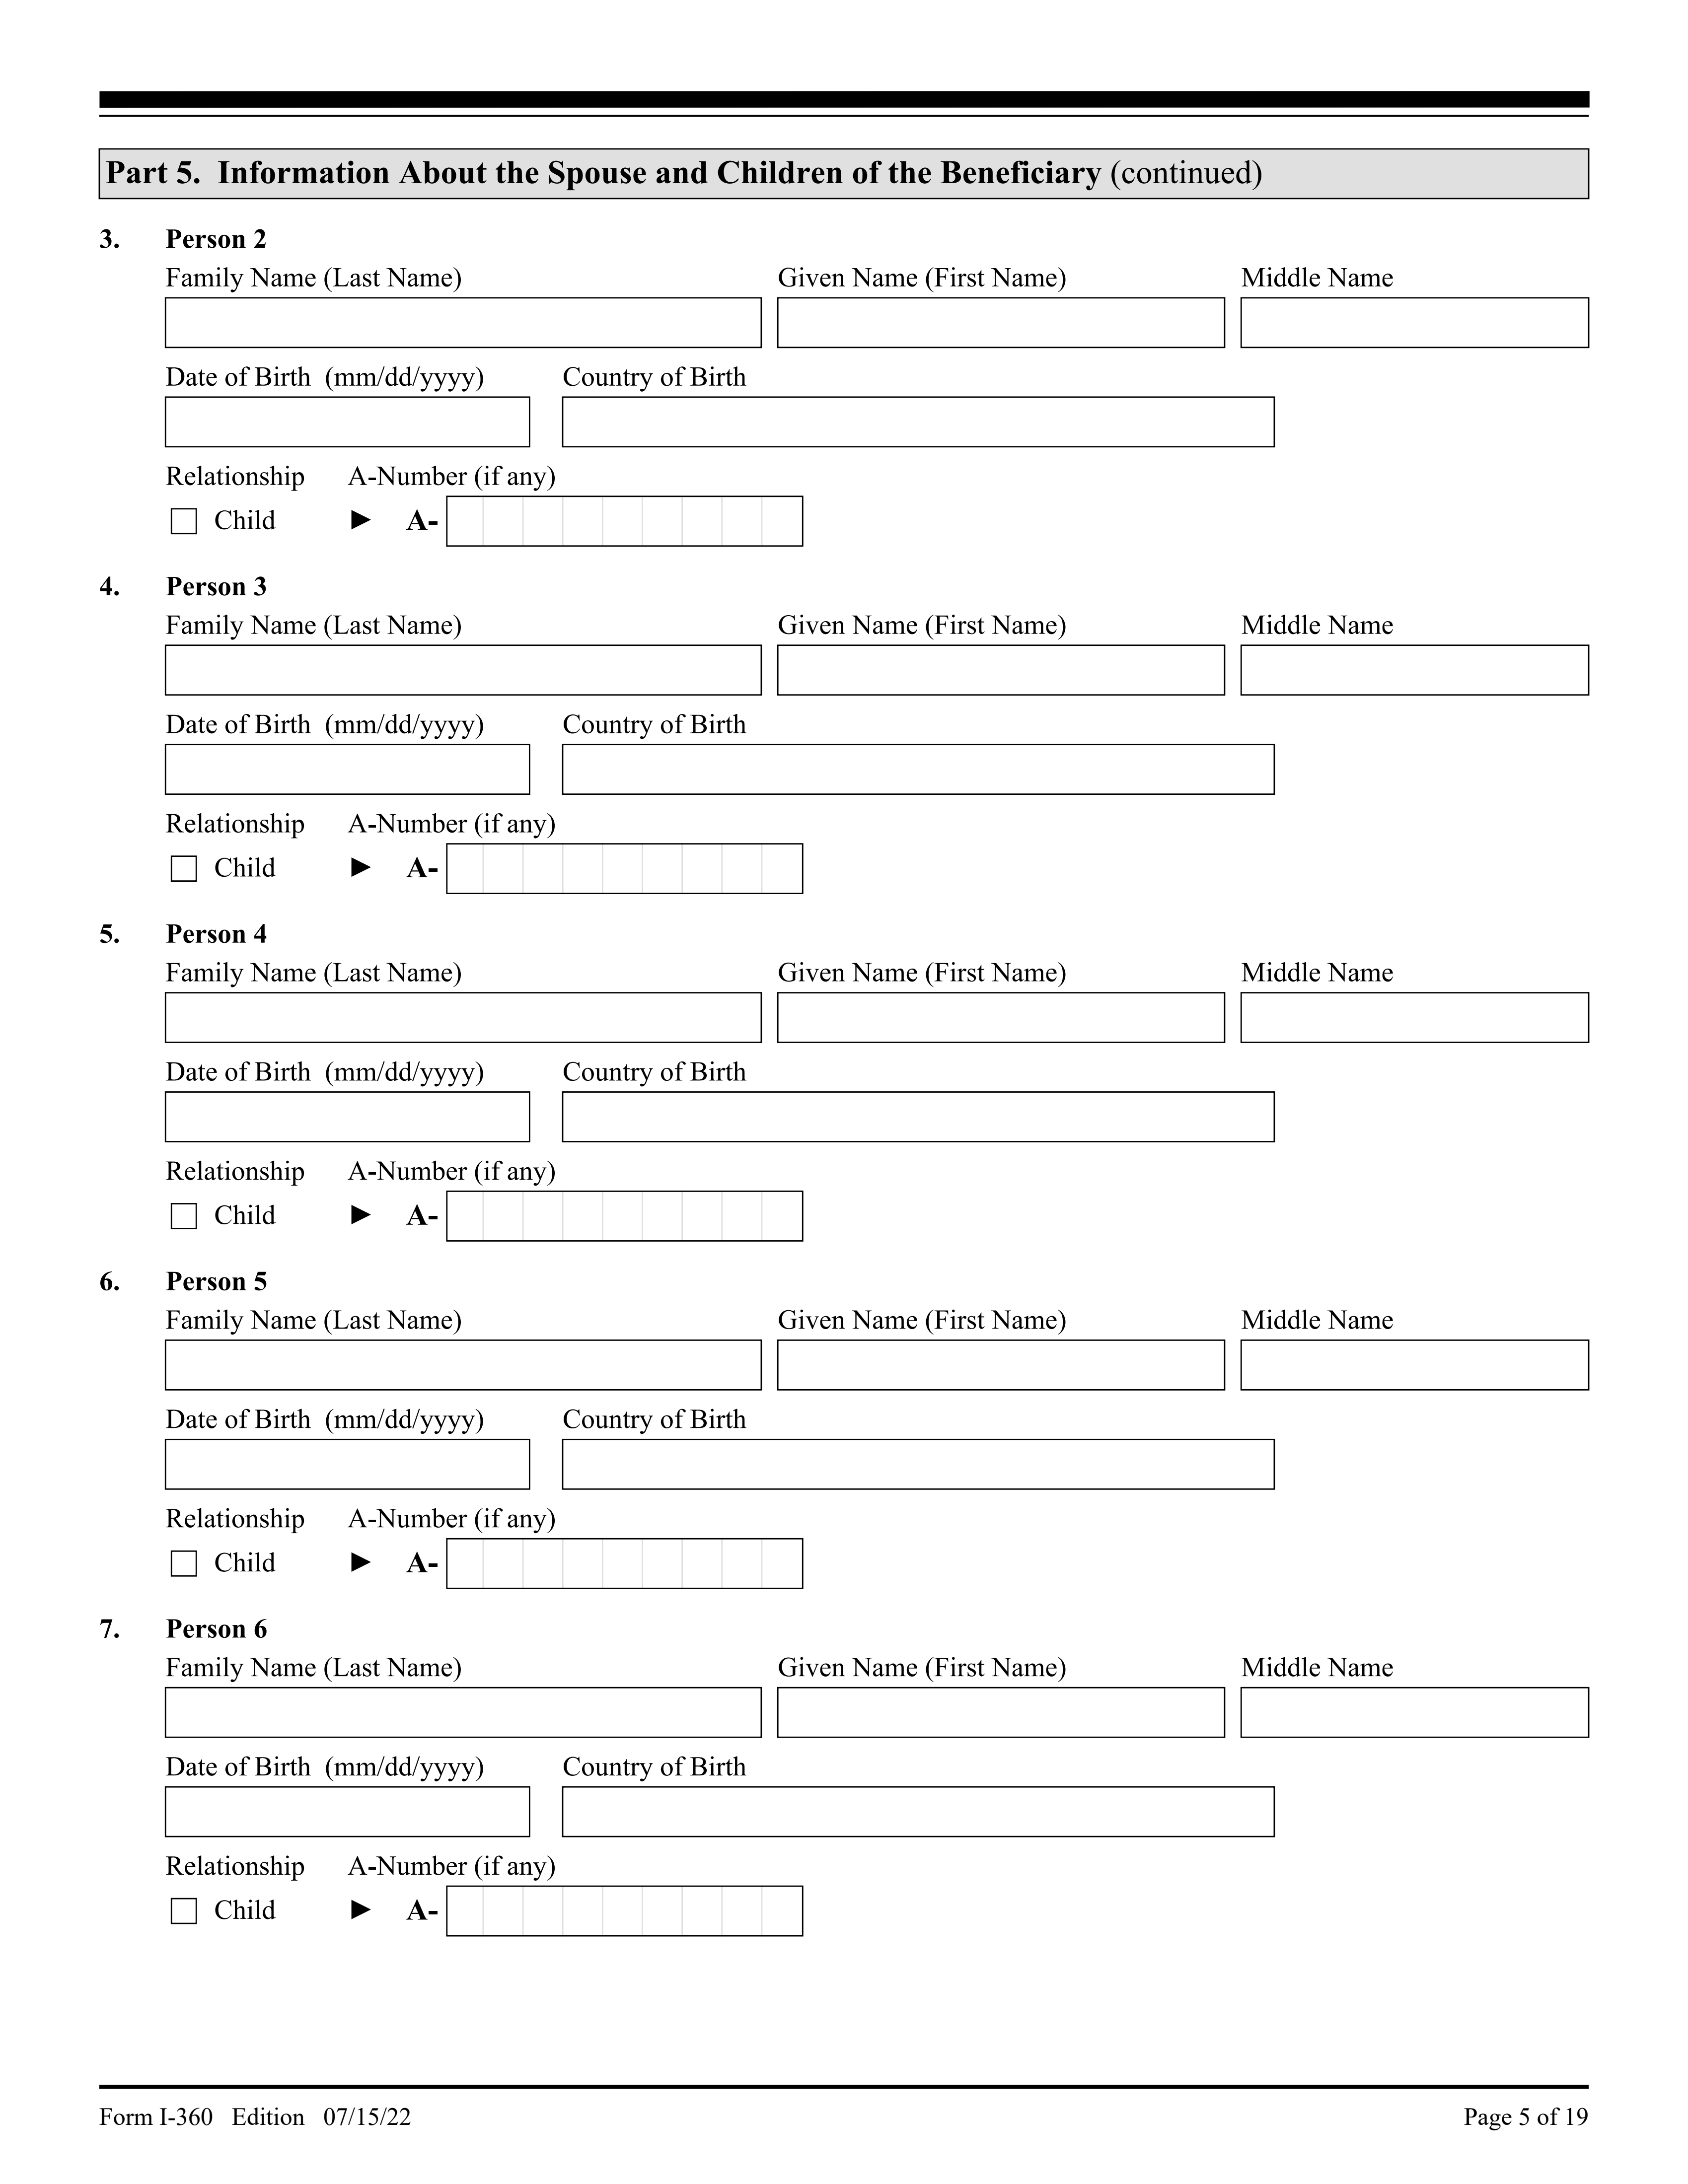 Part 5. Information About the Spouse and Children of the Beneficiary (continued)
3. Person 2
Family Name (Last Name) Given Name (First Name) Middle Name
Date of Birth (mm/dd/yyyy) Country of Birth
Relationship A-Number (if any)
Child ► A-
4. Person 3
Family Name (Last Name) Given Name (First Name) Middle Name
Date of Birth (mm/dd/yyyy) Country of Birth
Relationship A-Number (if any)
Child ► A-
5. Person 4
Family Name (Last Name) Given Name (First Name) Middle Name
Date of Birth (mm/dd/yyyy) Country of Birth
Relationship A-Number (if any)
Child ► A-
6. Person 5
Family Name (Last Name) Given Name (First Name) Middle Name
Date of Birth (mm/dd/yyyy) Country of Birth
Relationship A-Number (if any)
Child ► A-
7. Person 6
Family Name (Last Name) Given Name (First Name) Middle Name
Date of Birth (mm/dd/yyyy) Country of Birth
Relationship A-Number (if any)
Child ► A-
Form I-360 Edition 07/15/22 Page 5 of 19